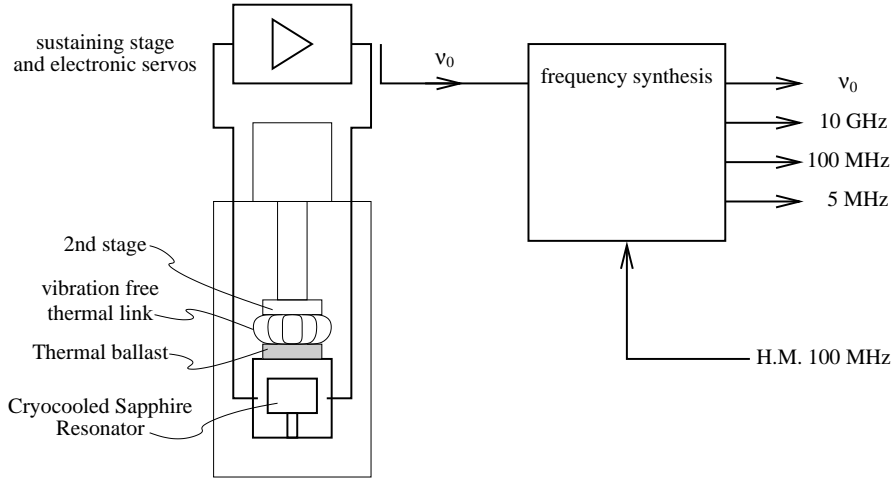 sustaining stage
and electronic servos
ν₀
frequency synthesis
ν₀
10 GHz
100 MHz
5 MHz
2nd stage
vibration free
thermal link
Thermal ballast
H.M. 100 MHz
Cryocooled Sapphire
Resonator